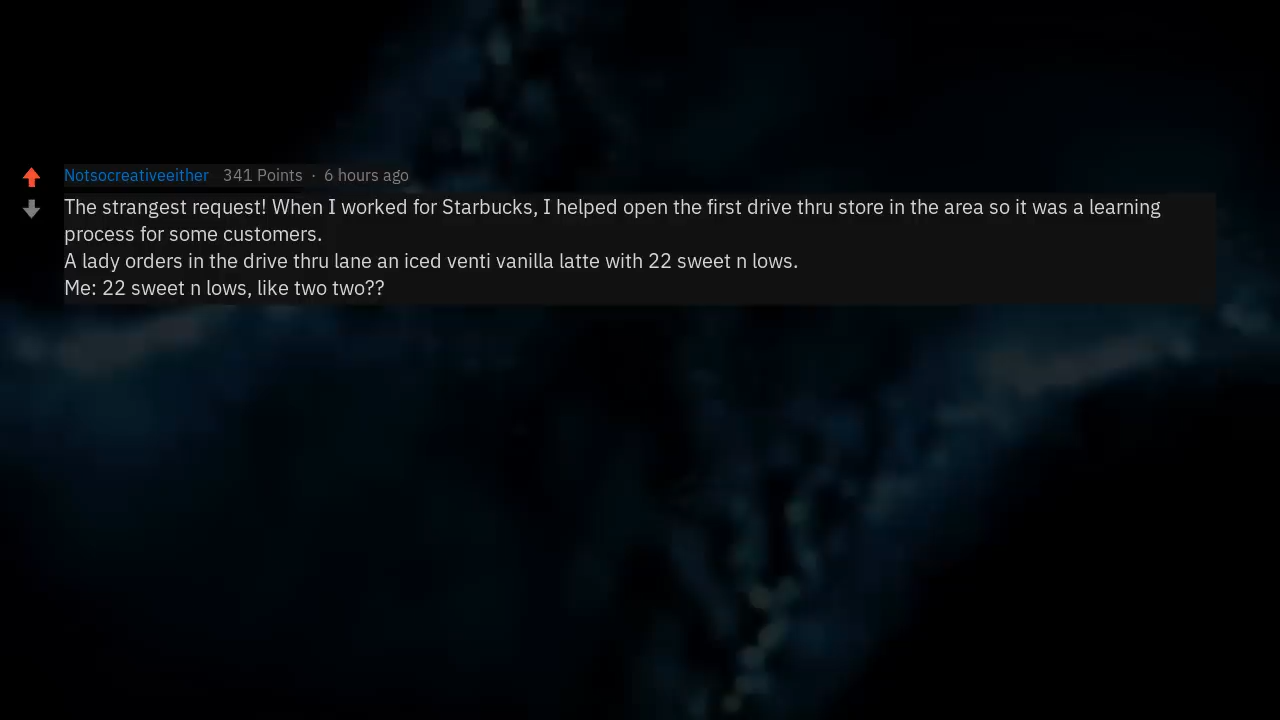 Notsocreativeeither 341 Points · 6 hours ago
The strangest request! When I worked for Starbucks, I helped open the first drive thru store in the area so it was a learning
process for some customers.
A lady orders in the drive thru lane an iced venti vanilla latte with 22 sweet n lows.
Me: 22 sweet n lows, like two two??